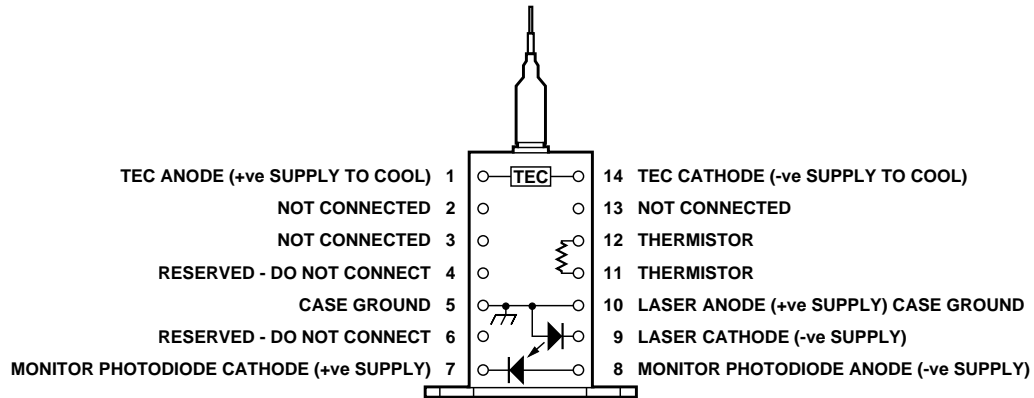 TEC ANODE (+ve SUPPLY TO COOL) 1 TEC 14 TEC CATHODE (-ve SUPPLY TO COOL)
NOT CONNECTED 2 13 NOT CONNECTED
NOT CONNECTED 3 12 THERMISTOR
RESERVED - DO NOT CONNECT 4 11 THERMISTOR
CASE GROUND 5 10 LASER ANODE (+ve SUPPLY) CASE GROUND
RESERVED - DO NOT CONNECT 6 9 LASER CATHODE (-ve SUPPLY)
MONITOR PHOTODIODE CATHODE (+ve SUPPLY) 7 8 MONITOR PHOTODIODE ANODE (-ve SUPPLY)